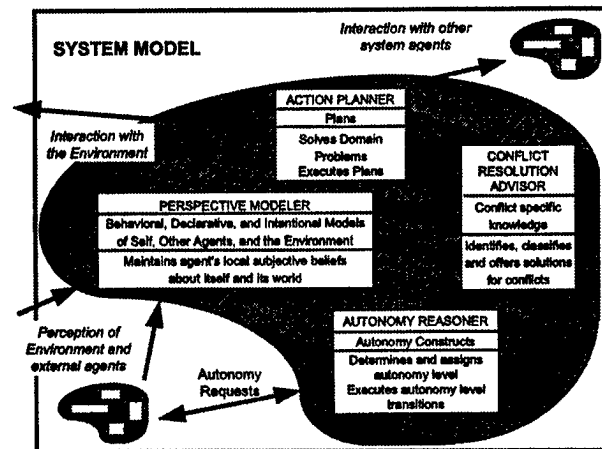 SYSTEM MODEL
Interaction with other
system agents
Interaction with
the Environment
ACTION PLANNER
Plans
Solves Domain
Problems
Executes Plans
CONFLICT
RESOLUTION
ADVISOR
Conflict specific
knowledge
Identifies, classifies
and offers solutions
for conflicts
PERSPECTIVE MODELER
Behavioral, Declarative, and Intentional Models
of Self, Other Agents, and the Environment
Maintains agent's local subjective beliefs
about itself and its world
Perception of
Environment and
external agents
Autonomy
Requests
AUTONOMY REASONER
Autonomy Constructs
Determines and assigns
autonomy level
Executes autonomy level
transitions